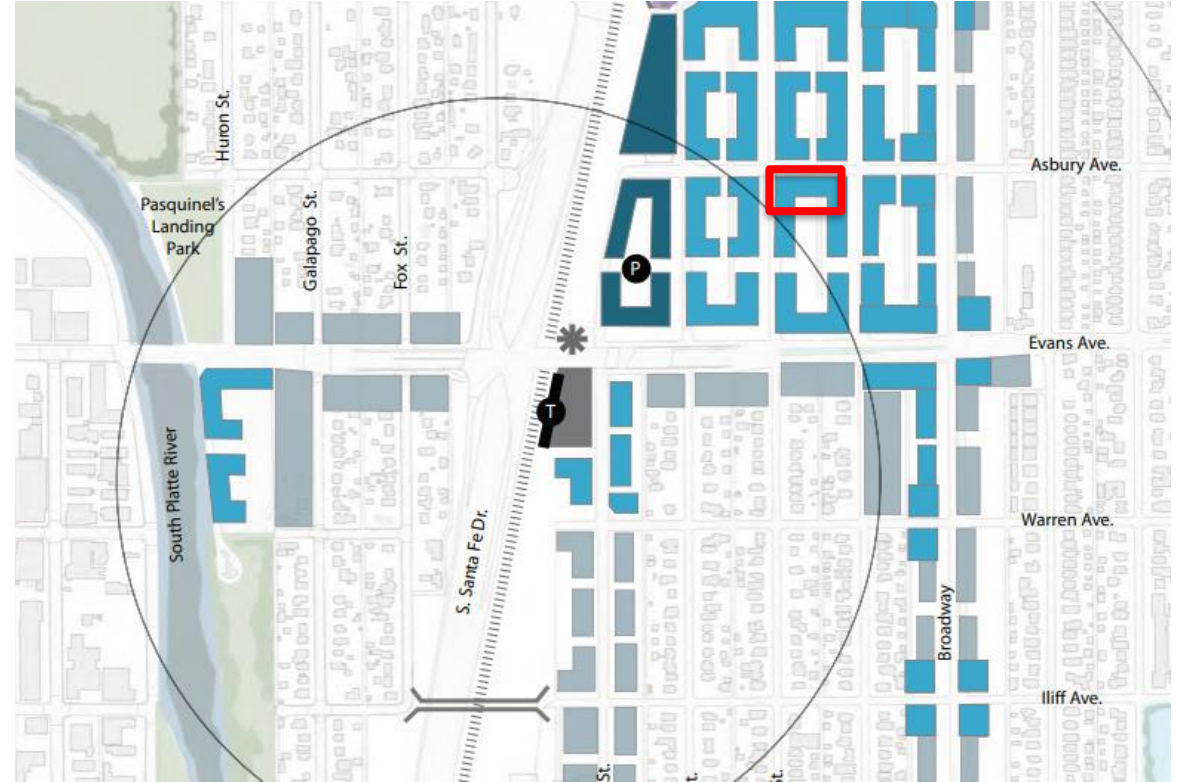 Huron St.
Asbury Ave.
Pasquinel's
Landing
Park
Galapago St.
Fox St.
P
Evans Ave.
T
South Platte River
S. Santa Fe Dr.
Warren Ave.
Broadway
Iliff Ave.
St.
St.
St.